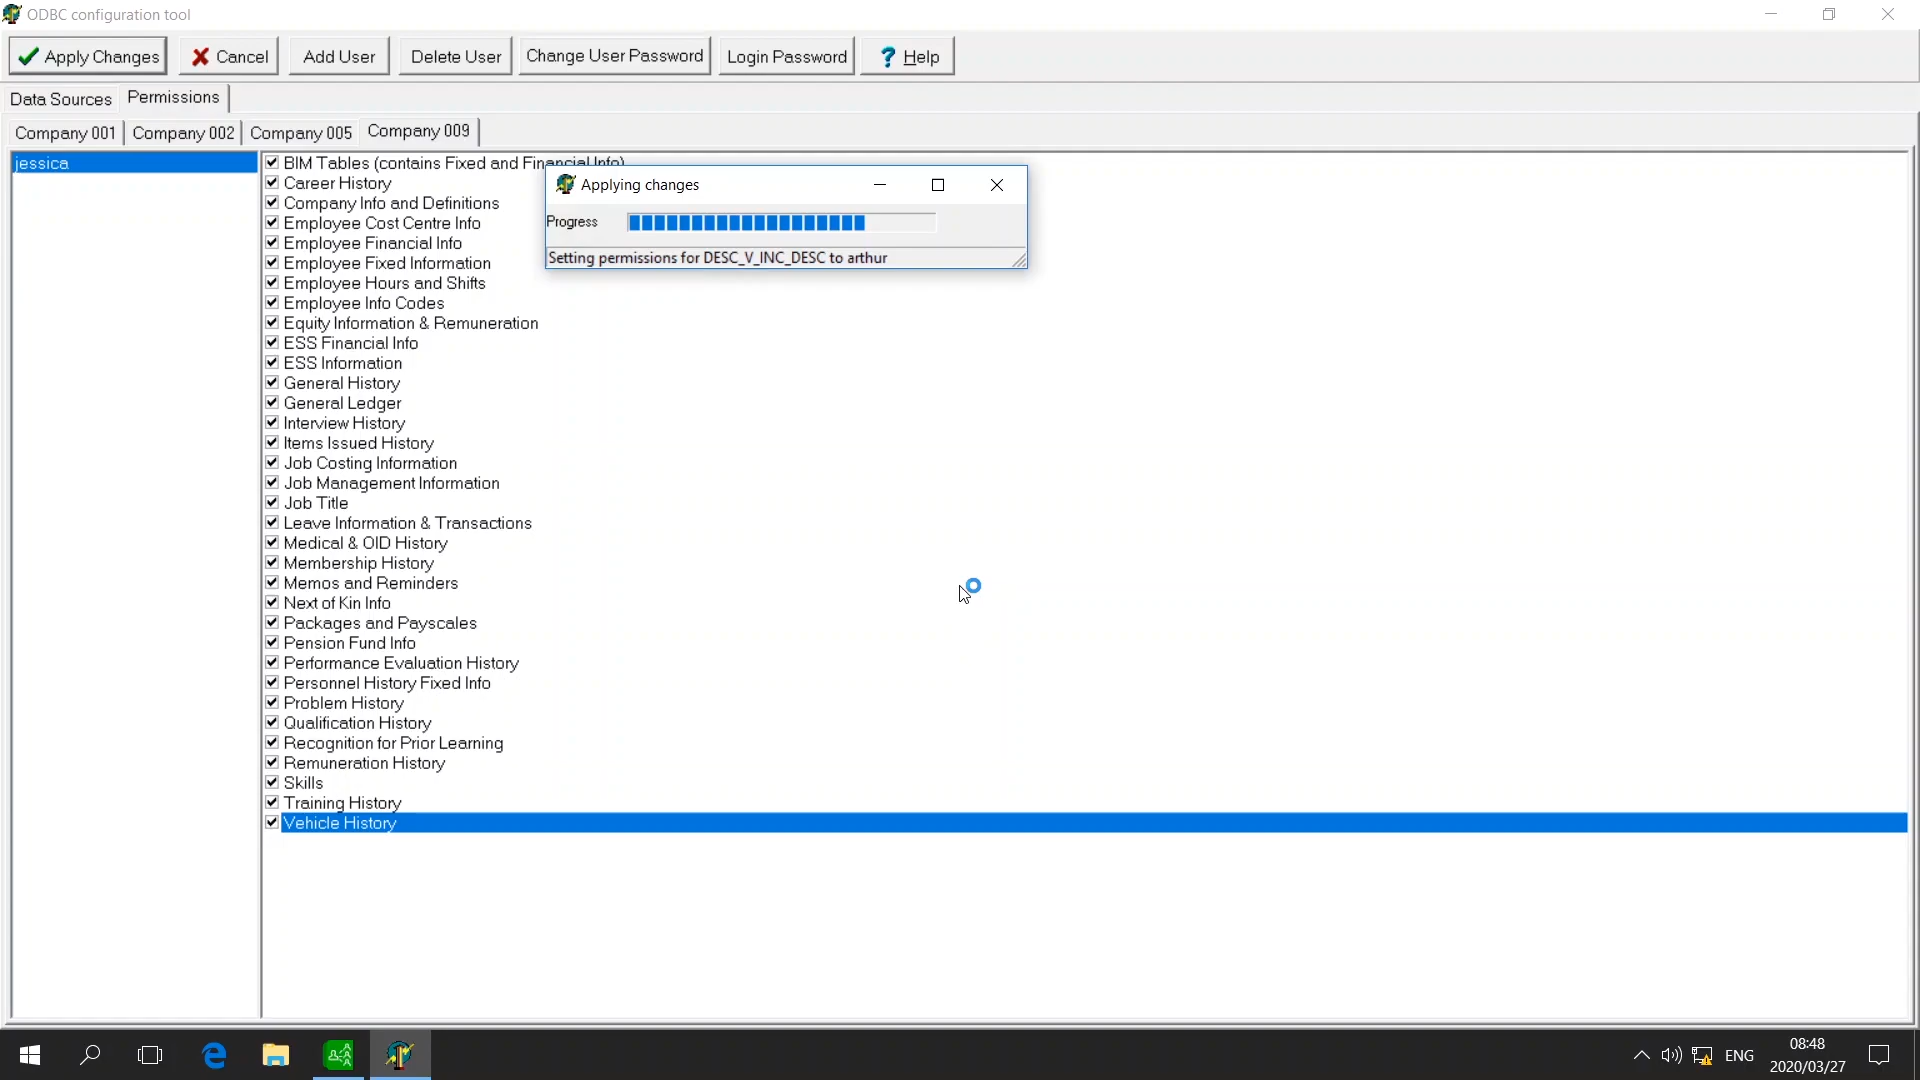 ODBC configuration tool
Apply Changes Cancel Add User Delete User Change User Password Login Password ? Help
Data Sources Permissions
Company 001 Company 002 Company 005 Company 009
jessica
BIM Tables (contains Fixed and Financial Info)
Career History
Company Info and Definitions
Employee Cost Centre Info
Employee Financial Info
Employee Fixed Information
Employee Hours and Shifts
Employee Info Codes
Equity Information & Remuneration
ESS Financial Info
ESS Information
General History
General Ledger
Interview History
Items Issued History
Job Costing Information
Job Management Information
Job Title
Leave Information & Transactions
Medical & OID History
Membership History
Memos and Reminders
Next of Kin Info
Packages and Payscales
Pension Fund Info
Performance Evaluation History
Personnel History Fixed Info
Problem History
Qualification History
Recognition for Prior Learning
Remuneration History
Skills
Training History
Vehicle History
Applying changes
Progress
Setting permissions for DESC_V_INC_DESC to arthur
ENG
08:48
2020/03/27